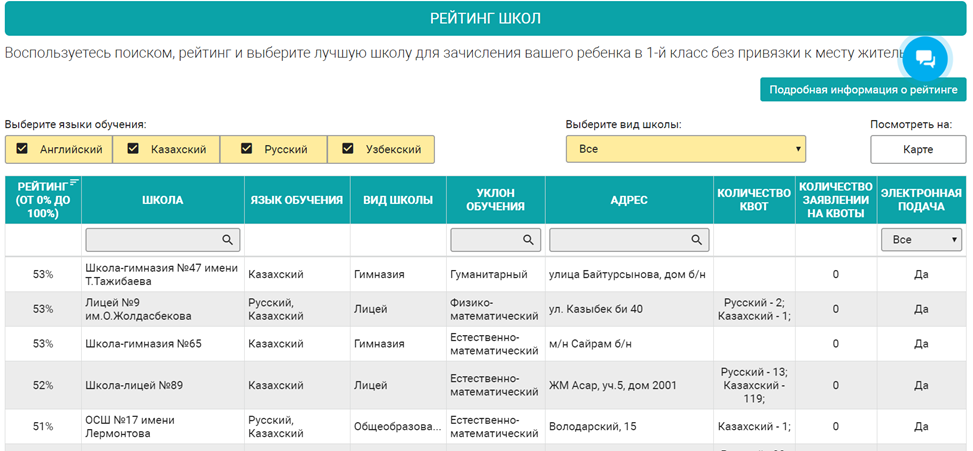 РЕЙТИНГ ШКОЛ
Воспользуетесь поиском, рейтинг и выберите лучшую школу для зачисления вашего ребенка в 1-й класс без привязки к месту
Подробная информация о рейтинге
Выберите языки обучения:
Выберите вид школы:
Посмотреть на:
Английский
Казахский
Русский
Узбекский
Все
Карте
РЕЙТИНГ
(ОТ 0% ДО
100%)
ШКОЛА
ЯЗЫК ОБУЧЕНИЯ
ВИД ШКОЛЫ
УКЛОН
ОБУЧЕНИЯ
АДРЕС
КОЛИЧЕСТВО
КВОТ
КОЛИЧЕСТВО
ЗАЯВЛЕНИИ
НА КВОТЫ
ЭЛЕКТРОННАЯ
ПОДАЧА
Все
53%
Школа-гимназия №47 имени
Т.Тажибаева
Казахский
Гимназия
Гуманитарный
улица Байтурсынова, дом б/н
0
Да
53%
Лицей №9
им.О.Жолдасбекова
Русский,
Казахский
Лицей
Физико-
математический
ул. Казыбек би 40
Русский - 2;
Казахский - 1;
0
Да
53%
Школа-гимназия №65
Казахский
Гимназия
Естественно-
математический
м/н Сайрам б/н
0
Да
52%
Школа-лицей №89
Казахский
Лицей
Естественно-
математический
ЖМ Асар, уч.5, дом 2001
Русский - 13;
Казахский -
119;
0
Да
51%
ОСШ №17 имени
Лермонтова
Русский,
Казахский
Общеобразова...
Естественно-
математический
Володарский, 15
Казахский - 1;
0
Да